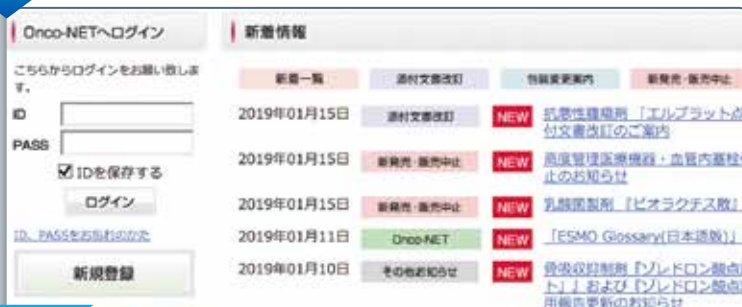 Onco-NETへログイン
新着情報
こちらからログインをお願い致しま
す。
ID
PASS
IDを保存する
ログイン
ID、PASSをお忘れのかた
新規登録
新着一覧
添付文書改訂
包装変更案内
新発売・販売中止
2019年01月15日 添付文書改訂 NEW 抗悪性腫瘍剤 「エルプラット点
付文書改訂のご案内
2019年01月15日 新発売・販売中止 NEW 高度管理医療機器・血管内塞栓
止のお知らせ
2019年01月15日 新発売・販売中止 NEW 乳酸菌製剤 『ビオラクチス散』
2019年01月11日 Onco-NET NEW 「ESMO Glossary(日本語版)」
2019年01月10日 その他お知らせ NEW 骨吸収抑制剤『ゾレドロン酸点
ト」』および『ゾレドロン酸点
用報告更新のお知らせ